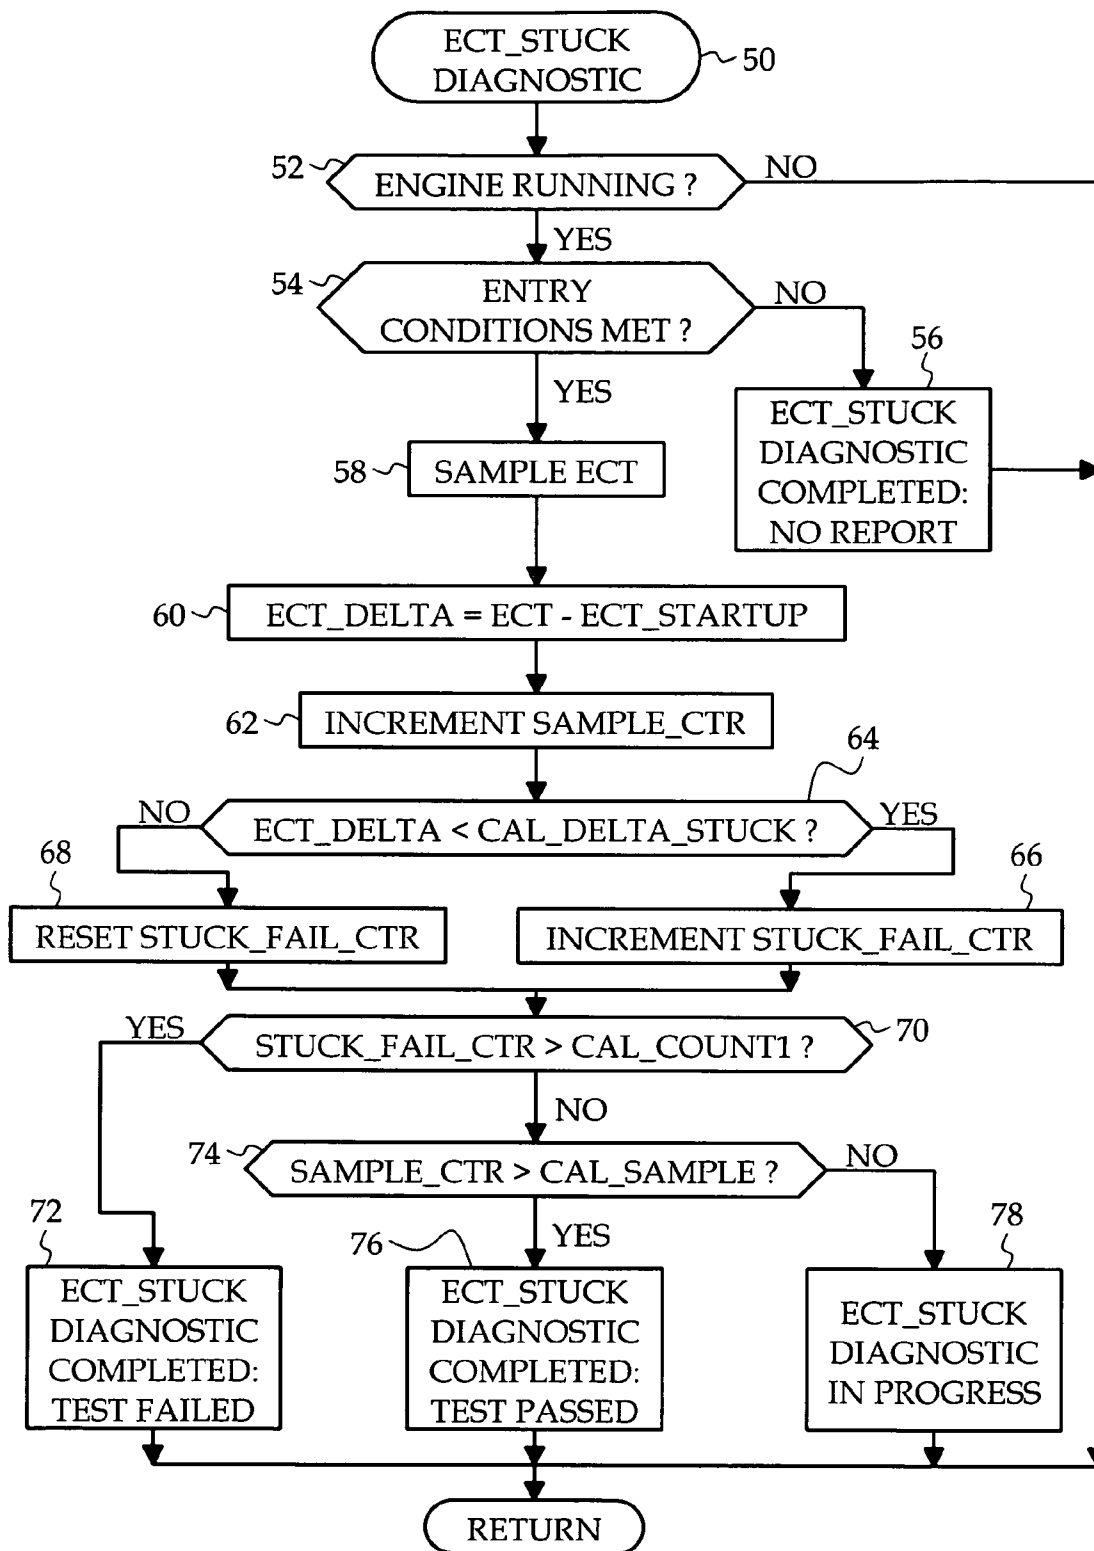 ECT_STUCK
DIAGNOSTIC
50
52
ENGINE RUNNING ?
NO
YES
54
ENTRY
CONDITIONS MET ?
NO
YES
56
ECT_STUCK
DIAGNOSTIC
COMPLETED:
NO REPORT
58
SAMPLE ECT
60
ECT_DELTA = ECT - ECT_STARTUP
62
INCREMENT SAMPLE_CTR
64
NO
ECT_DELTA < CAL_DELTA_STUCK ?
YES
68
RESET STUCK_FAIL_CTR
66
INCREMENT STUCK_FAIL_CTR
YES
STUCK_FAIL_CTR > CAL_COUNT1 ?
70
NO
74
SAMPLE_CTR > CAL_SAMPLE ?
NO
YES
72
ECT_STUCK
DIAGNOSTIC
COMPLETED:
TEST FAILED
76
ECT_STUCK
DIAGNOSTIC
COMPLETED:
TEST PASSED
78
ECT_STUCK
DIAGNOSTIC
IN PROGRESS
RETURN